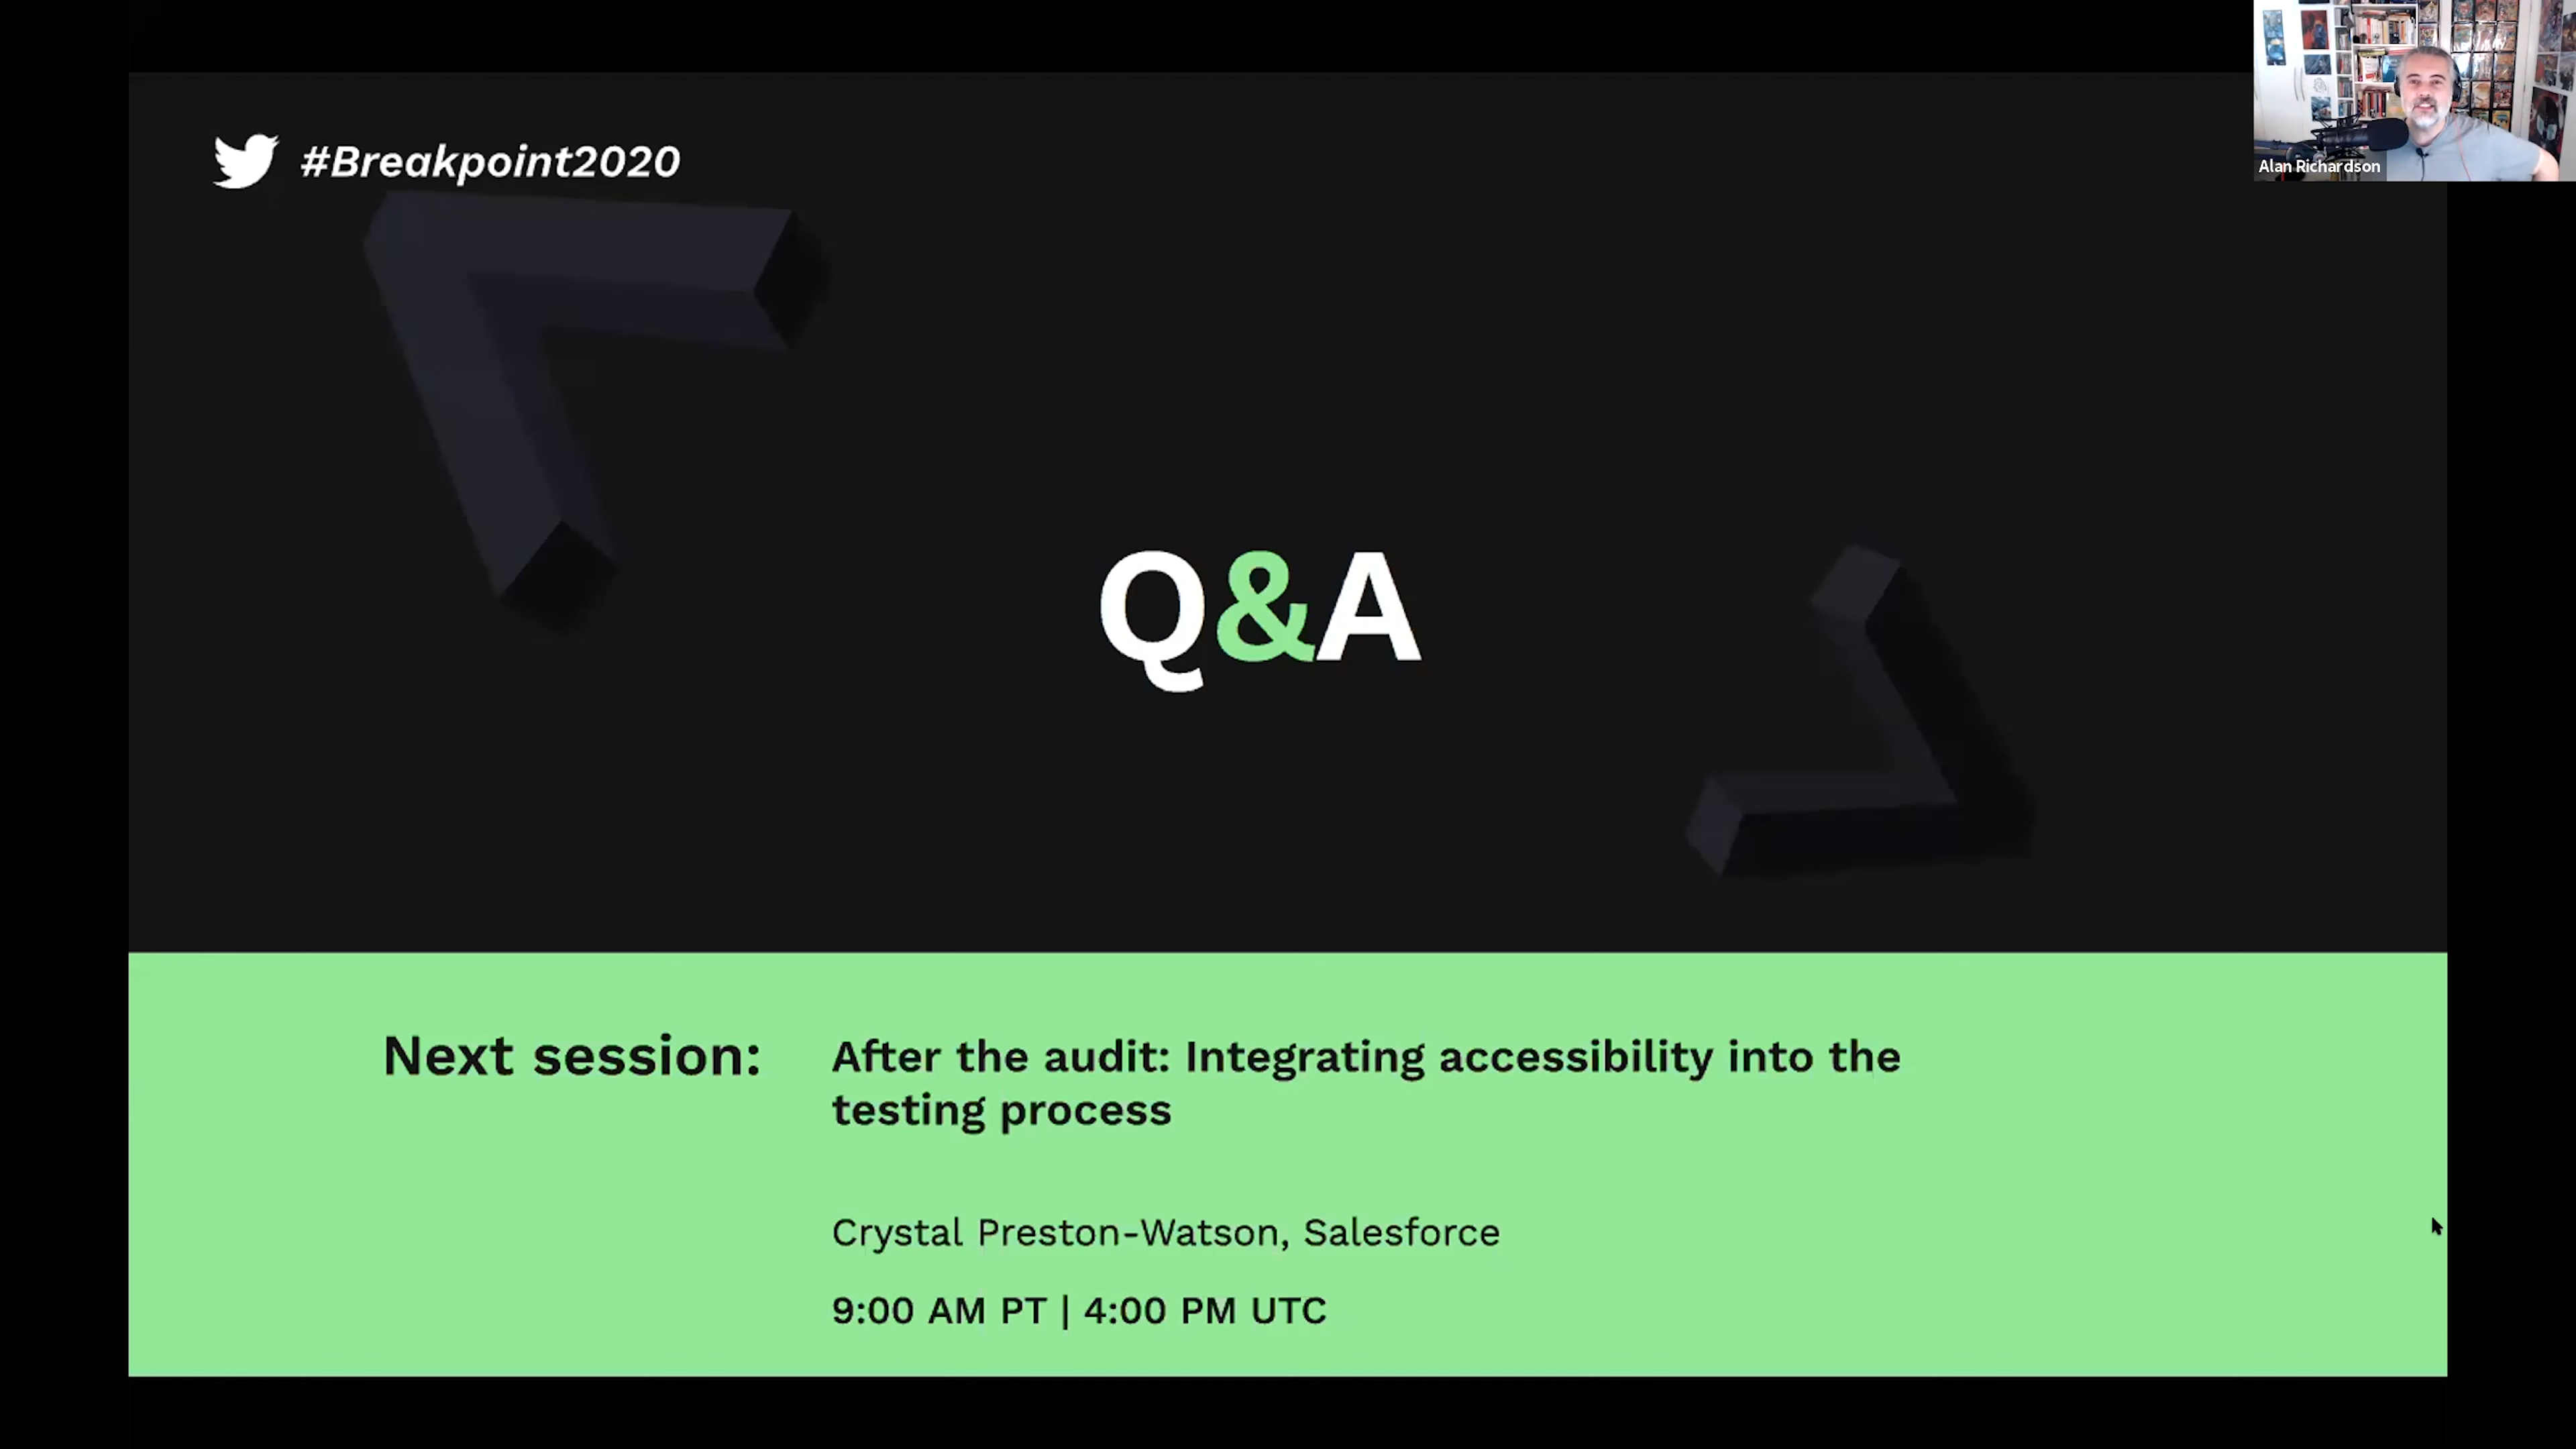 #Breakpoint2020
Alan Richardson
Q&A
Next session:
After the audit: Integrating accessibility into the
testing process
Crystal Preston-Watson, Salesforce
9:00 AM PT | 4:00 PM UTC